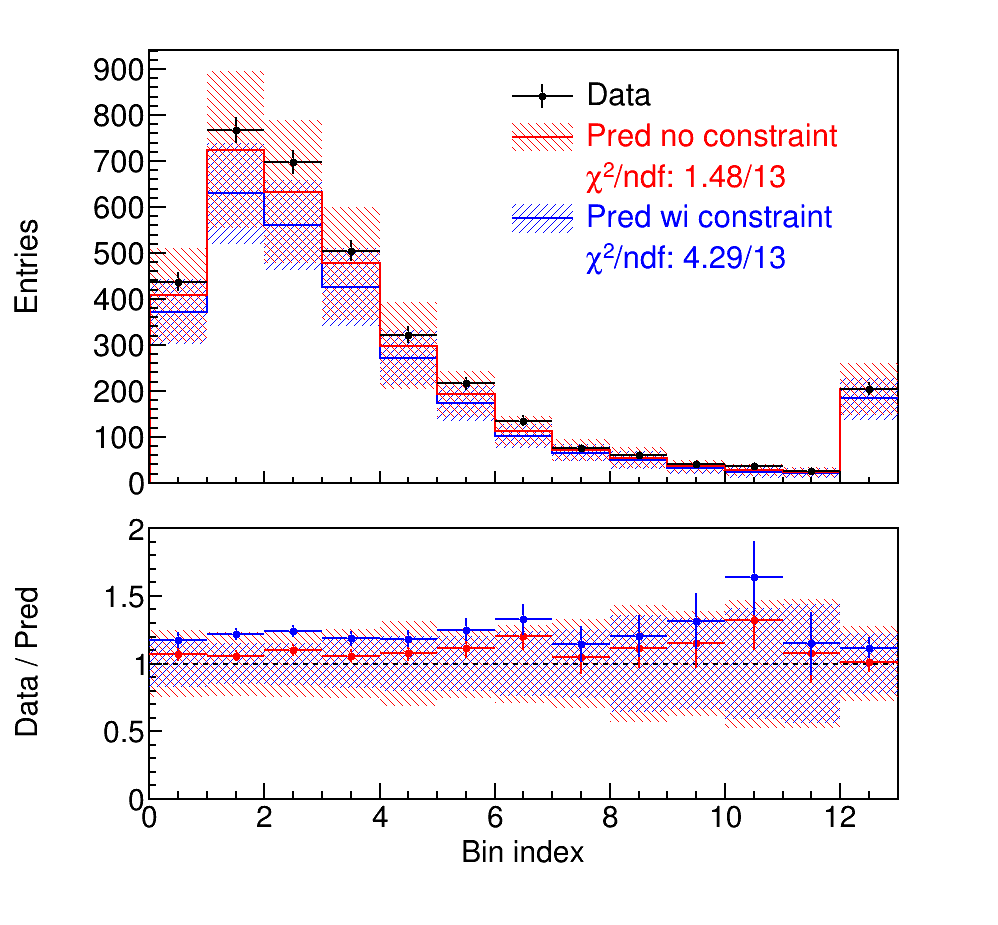 900
800
700
600
500
400
300
200
100
0
Entries
Data
Pred no constraint
χ²/ndf: 1.48/13
Pred wi constraint
χ²/ndf: 4.29/13
2
1.5
1
0.5
0
Data / Pred
0 2 4 6 8 10 12
Bin index